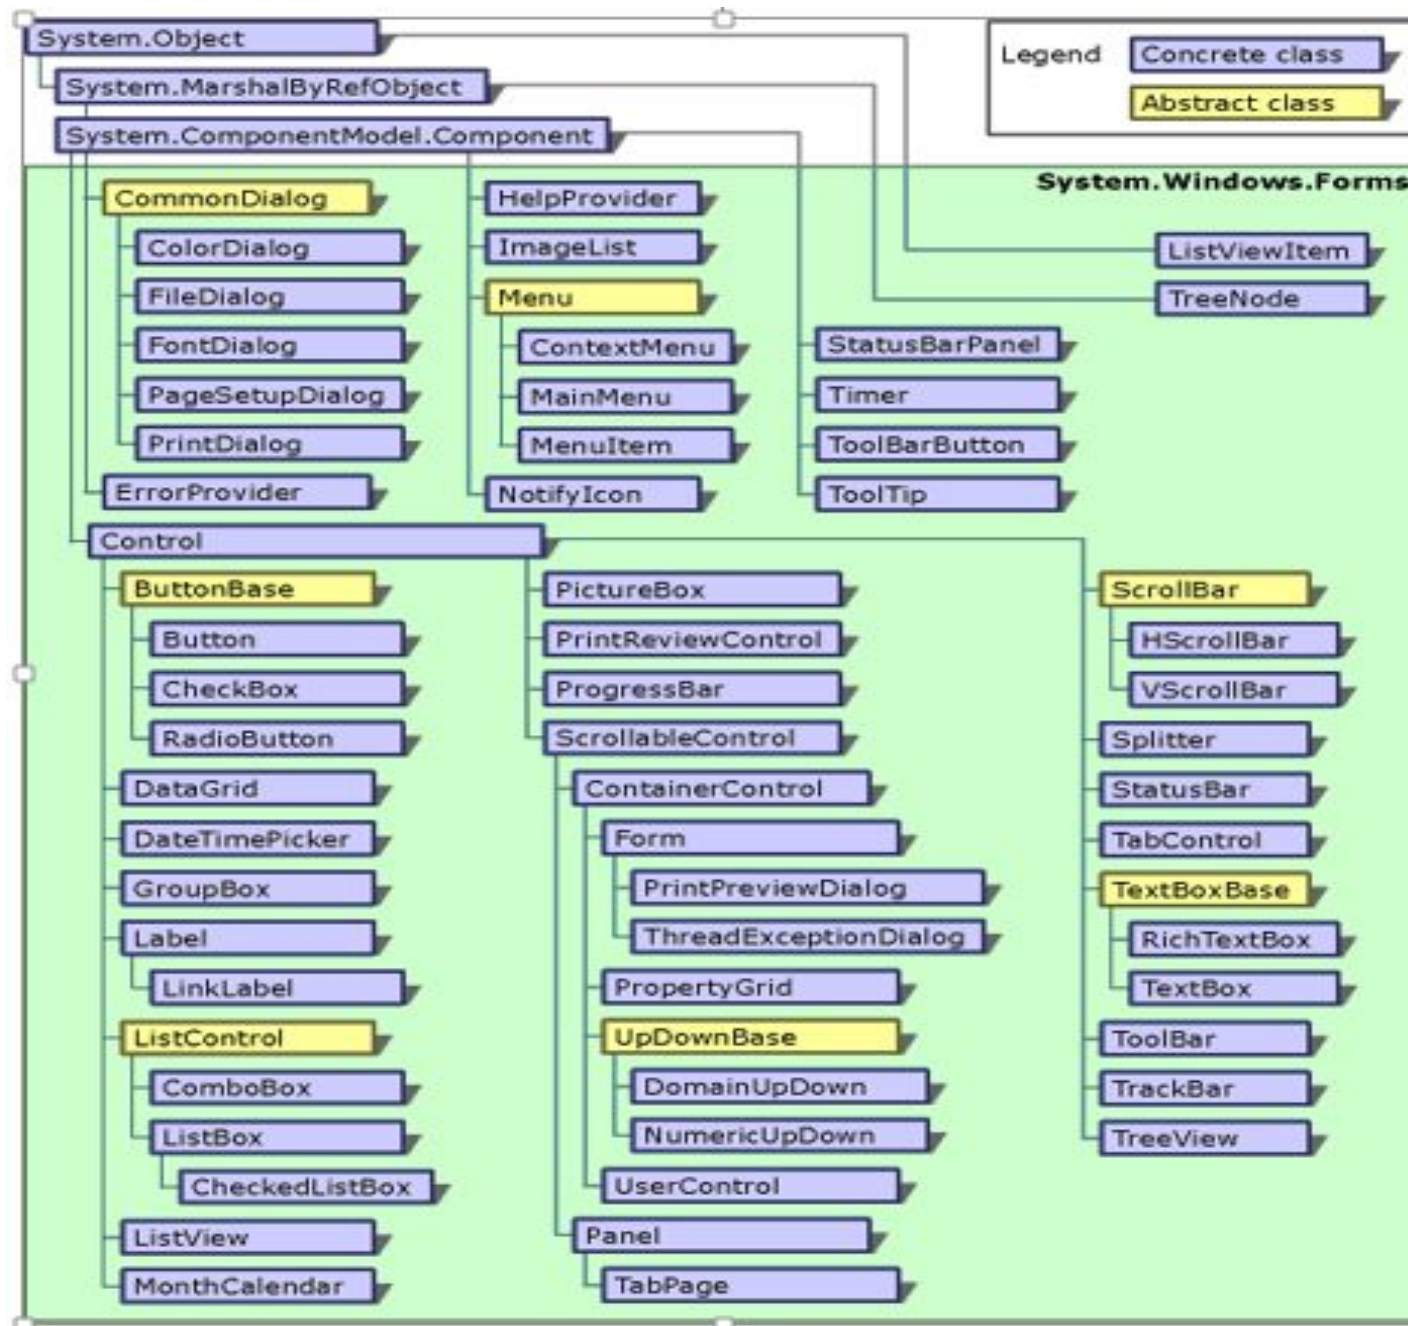 System.Object
Legend
Concrete class
Abstract class
System.MarshalByRefObject
System.ComponentModel.Component
System.Windows.Forms
CommonDialog
ColorDialog
FileDialog
FontDialog
PageSetupDialog
PrintDialog
ErrorProvider
HelpProvider
ImageList
Menu
ContextMenu
MainMenu
MenuItem
NotifyIcon
StatusBarPanel
Timer
ToolBarButton
ToolTip
ListViewItem
TreeNode
Control
ButtonBase
Button
CheckBox
RadioButton
DataGrid
DateTimePicker
GroupBox
Label
LinkLabel
ListControl
ComboBox
ListBox
CheckedListBox
ListView
MonthCalendar
PictureBox
PrintReviewControl
ProgressBar
ScrollableControl
ContainerControl
Form
PrintPreviewDialog
ThreadExceptionDialog
PropertyGrid
UpDownBase
DomainUpDown
NumericUpDown
UserControl
Panel
TabPage
ScrollBar
HScrollBar
VScrollBar
Splitter
StatusBar
TabControl
TextBoxBase
RichTextBox
TextBox
ToolBar
TrackBar
TreeView